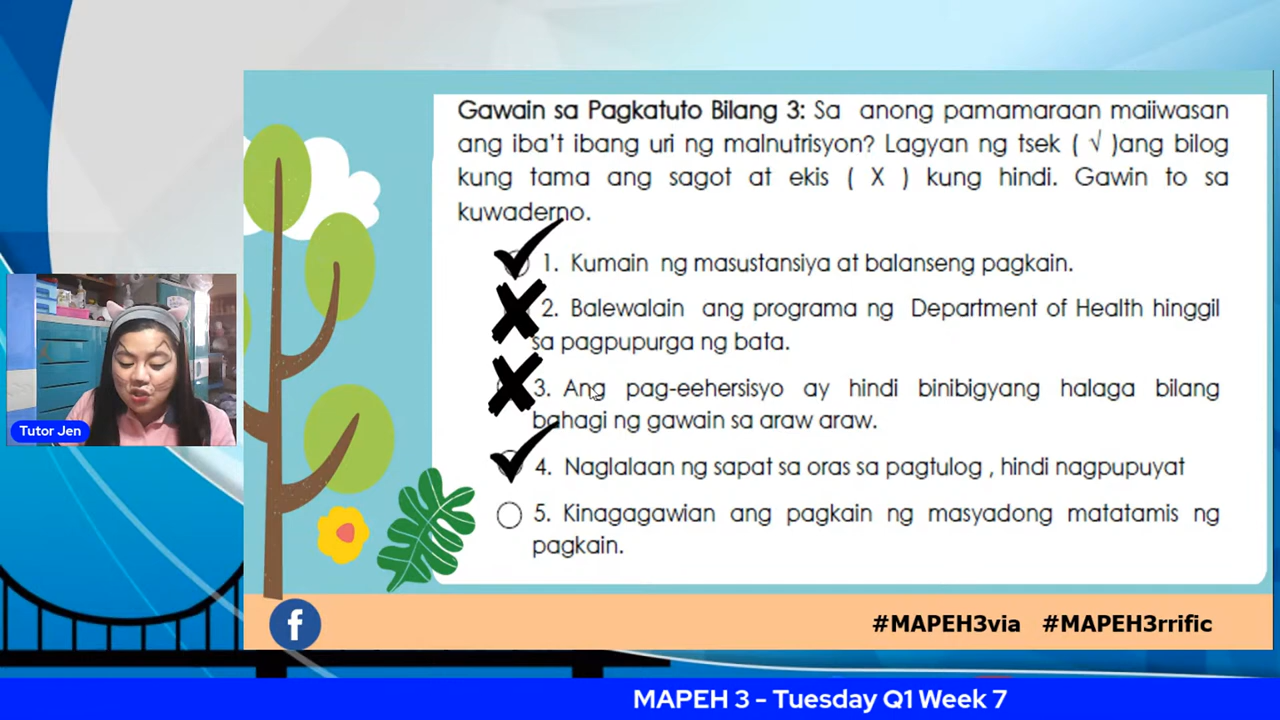 Gawain sa Pagkatuto Bilang 3: Sa anong pamamaraan maiiwasan
ang iba't ibang uri ng malnutrisyon? Lagyan ng tsek ( √ )ang bilog
kung tama ang sagot at ekis ( X ) kung hindi. Gawin to sa
kuwaderno.
1. Kumain ng masustansiya at balanseng pagkain.
2. Balewalain ang programa ng Department of Health hinggil
sa pagpupurga ng bata.
3. Ang pag-eehersisyo ay hindi binibigyang halaga bilang
bahagi ng gawain sa araw araw.
4. Naglalaan ng sapat sa oras sa pagtulog , hindi nagpupuyat
5. Kinagagawian ang pagkain ng masyadong matatamis ng
pagkain.
Tutor Jen
f
#MAPEH3via #MAPEH3rrific
MAPEH 3 - Tuesday Q1 Week 7